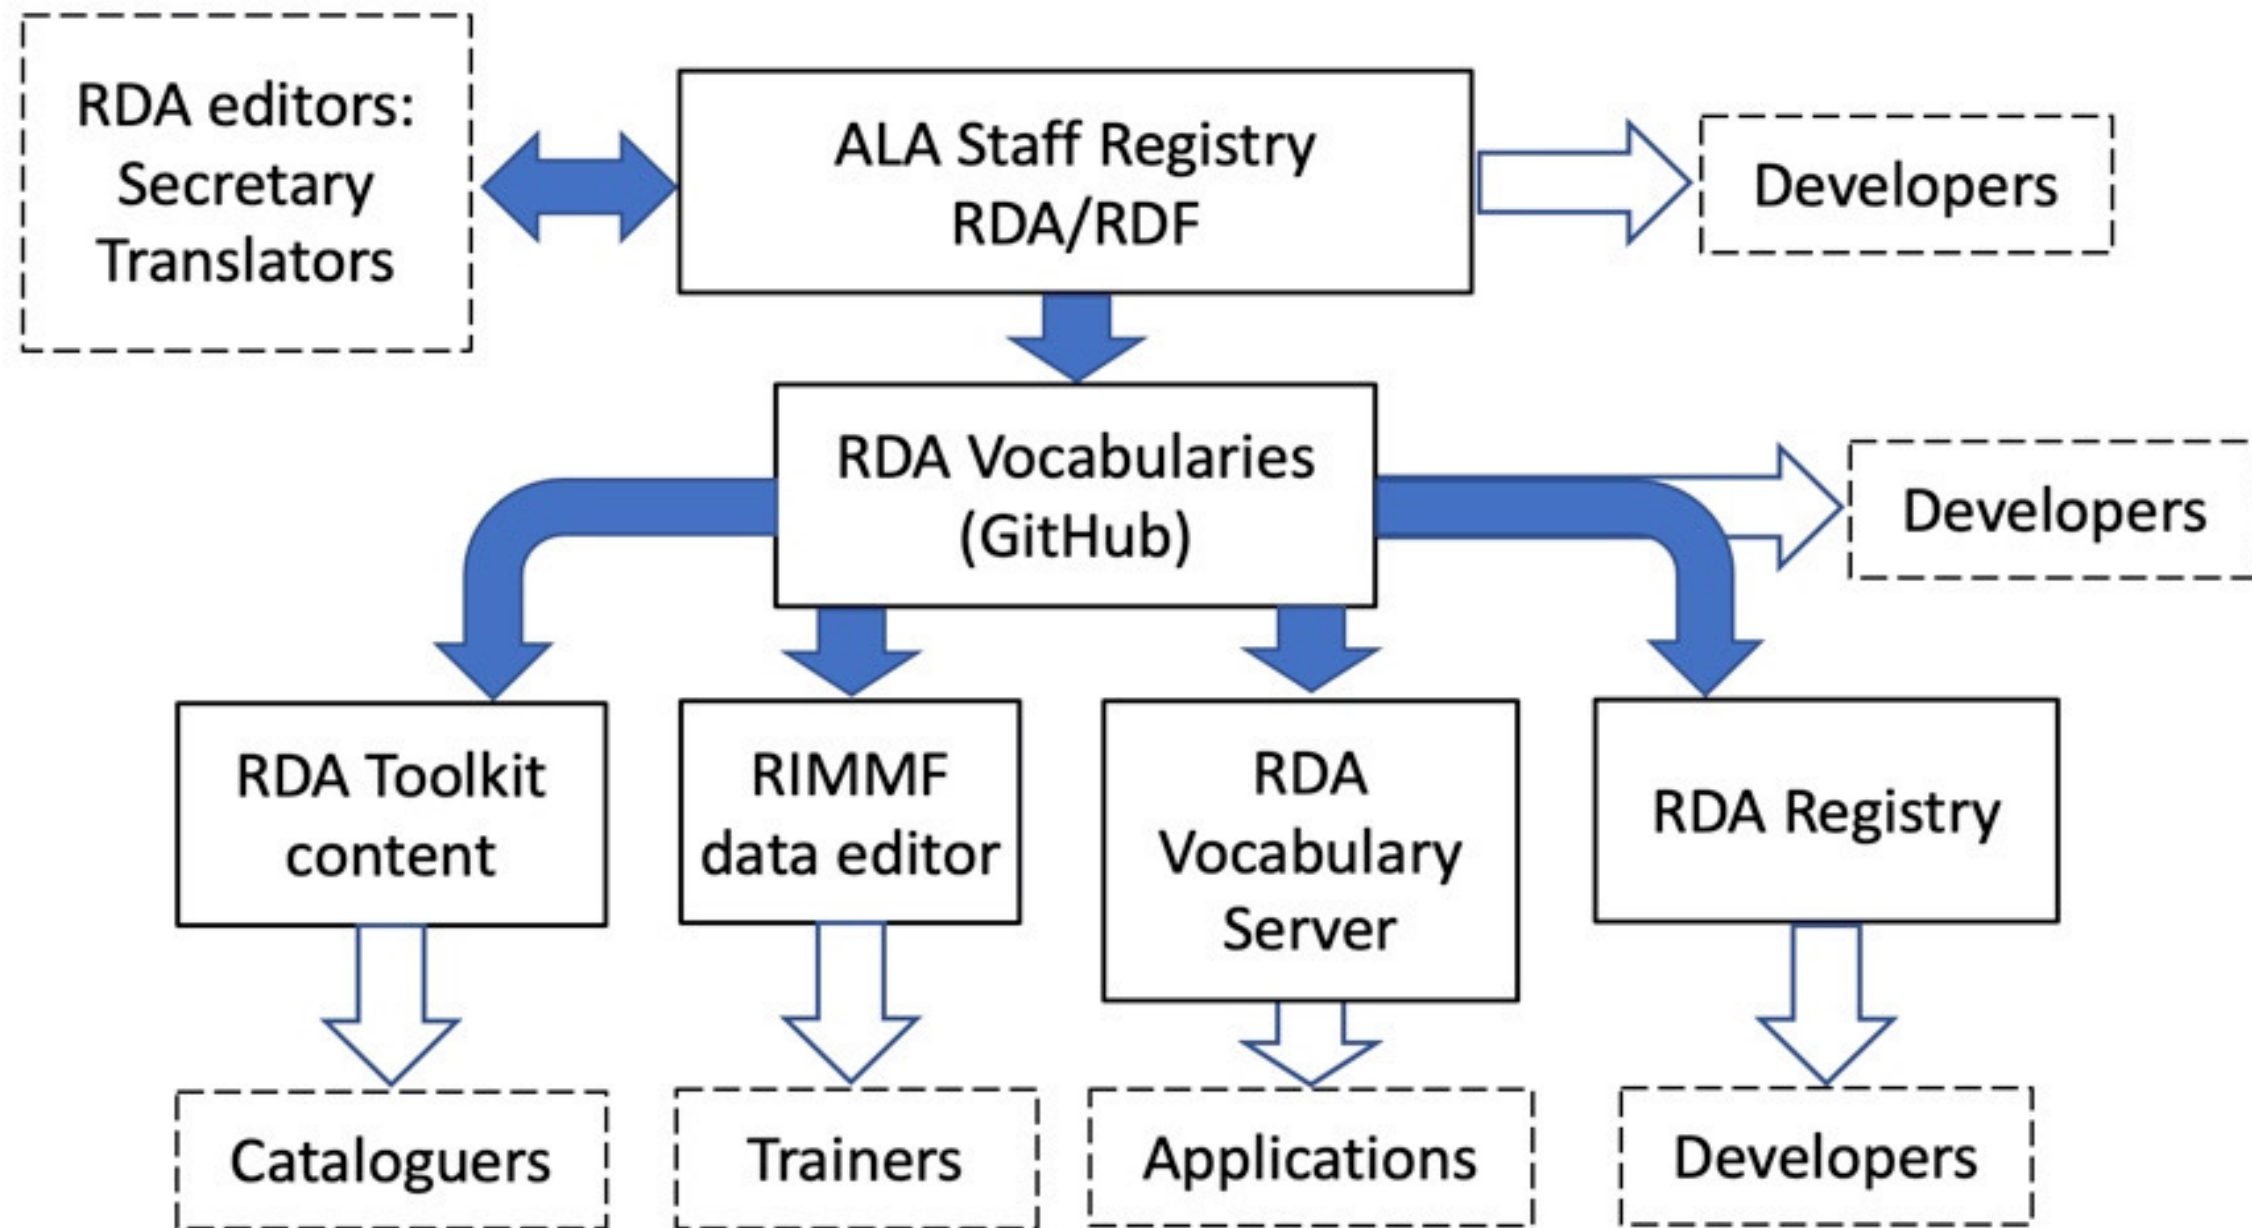 RDA editors:
Secretary
Translators
ALA Staff Registry
RDA/RDF
Developers
RDA Vocabularies
(GitHub)
Developers
RDA Toolkit
content
RIMMF
data editor
RDA
Vocabulary
Server
RDA Registry
Cataloguers
Trainers
Applications
Developers